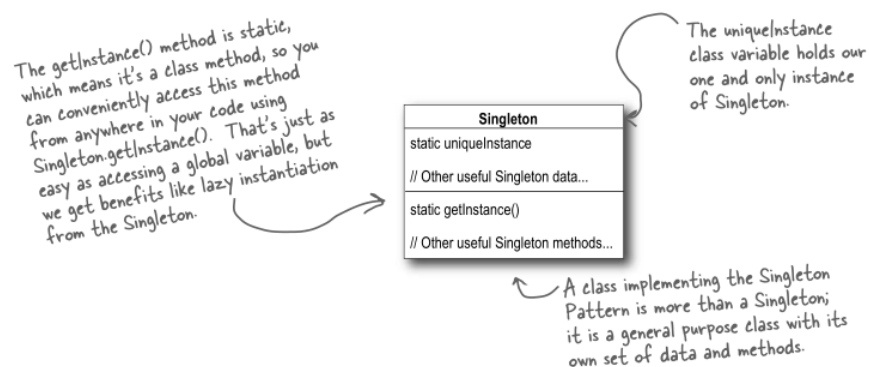 The getInstance() method is static,
which means it's a class method, so you
can conveniently access this method
from anywhere in your code using
Singleton.getInstance(). That's just as
easy as accessing a global variable, but
we get benefits like lazy instantiation
from the Singleton.
The uniqueInstance
class variable holds our
one and only instance
of Singleton.
Singleton
static uniqueInstance
// Other useful Singleton data...
static getInstance()
// Other useful Singleton methods...
A class implementing the Singleton
Pattern is more than a Singleton;
it is a general purpose class with its
own set of data and methods.